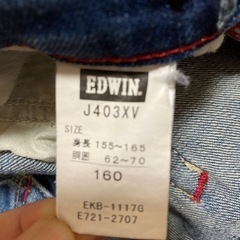 EDWIN
J403XV
SIZE
身長 155~165
胴囲 62~70
160
EKB-1117G
E721-2707